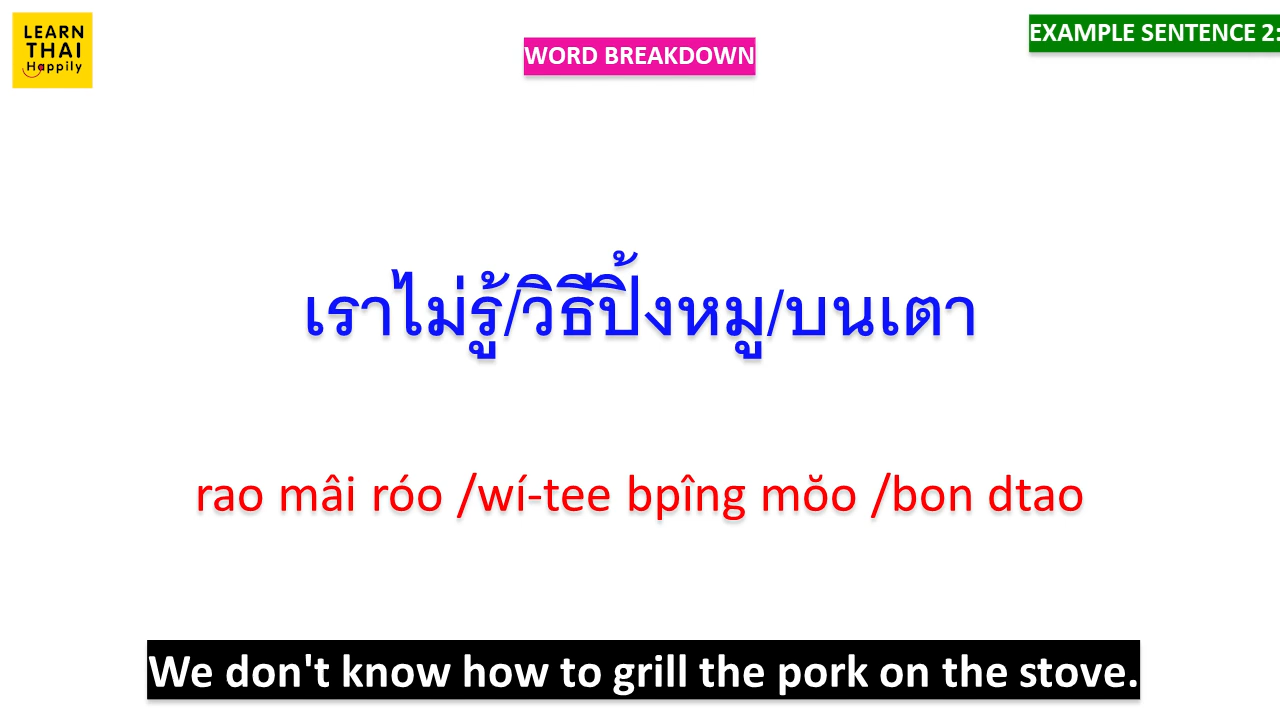 LEARN
THAI
Happily
WORD BREAKDOWN
EXAMPLE SENTENCE 2:
เราไม่รู้/วิธีปิ้งหมู/บนเตา
rao mâi róo /wí-tee bpîng mŏo /bon dtao
We don't know how to grill the pork on the stove.